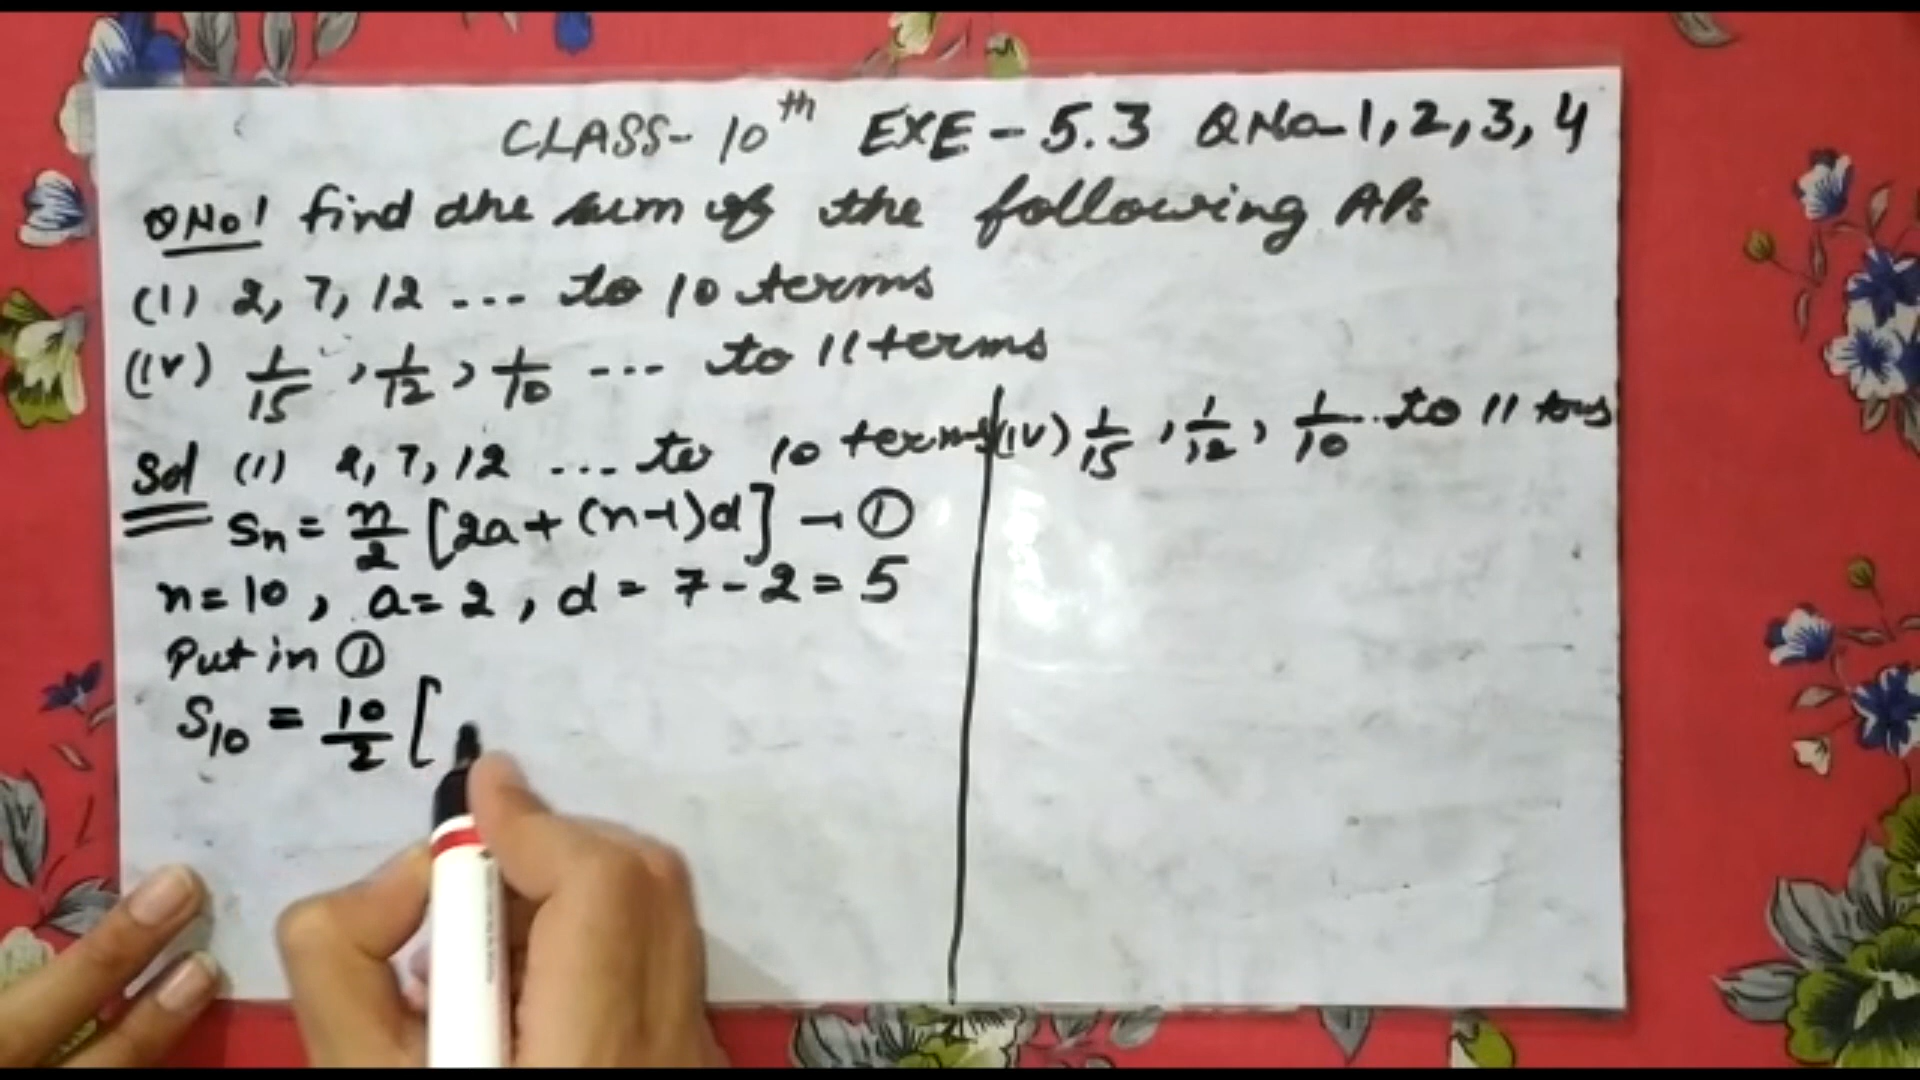 CLASS- 10th EXE - 5.3 Q No-1,2,3,4
Q No 1 find the sum of the following APs
(I) 2, 7, 12 ... to 10 terms
(IV) 1/15, 1/12, 1/10 ... to 11 terms
Sol (I) 2, 7, 12 ... to 10 terms
Sn = n/2 [2a + (n-1)d] → ①
n = 10, a = 2, d = 7 - 2 = 5
Put in ①
S10 = 10/2 [
(IV) 1/15, 1/12, 1/10 .. to 11 terms